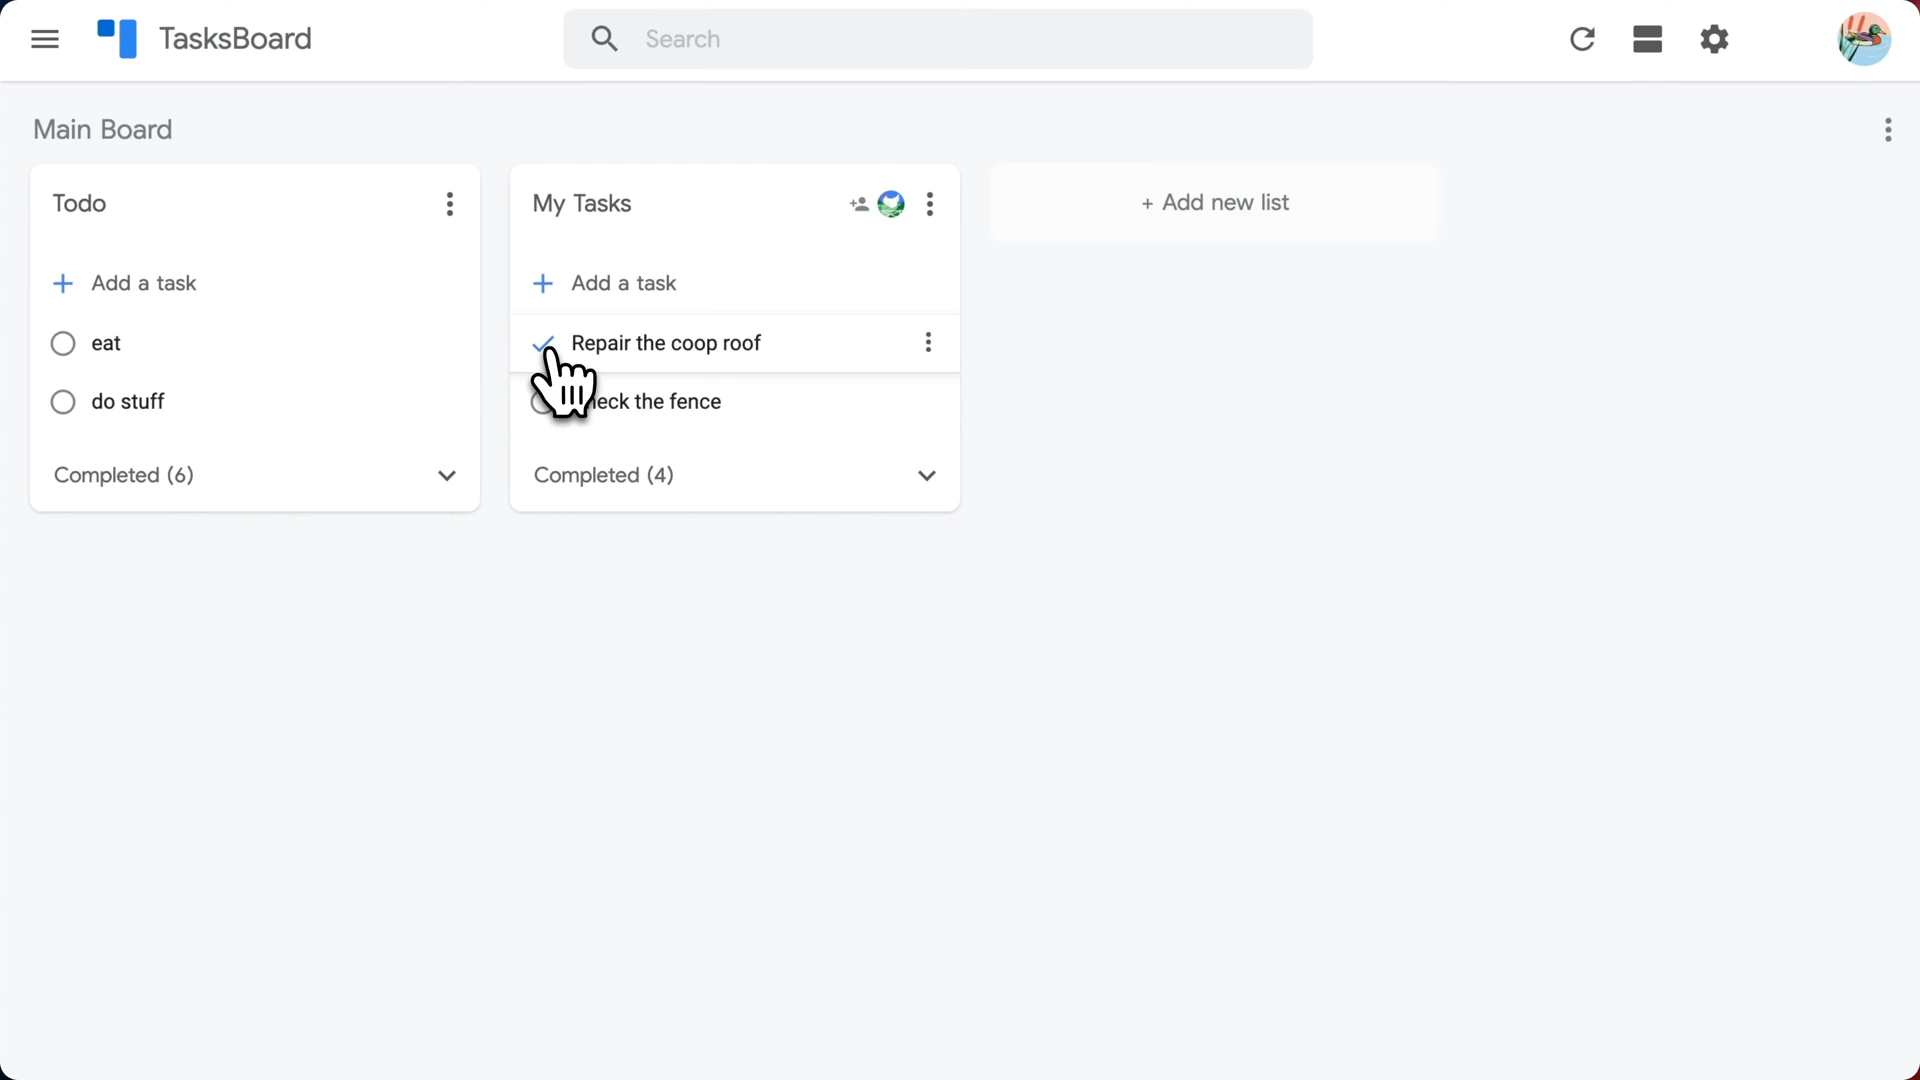 TasksBoard
Search
Main Board
Todo
My Tasks
+ Add new list
Add a task
Add a task
eat
Repair the coop roof
do stuff
the fence
Completed (6)
Completed (4)